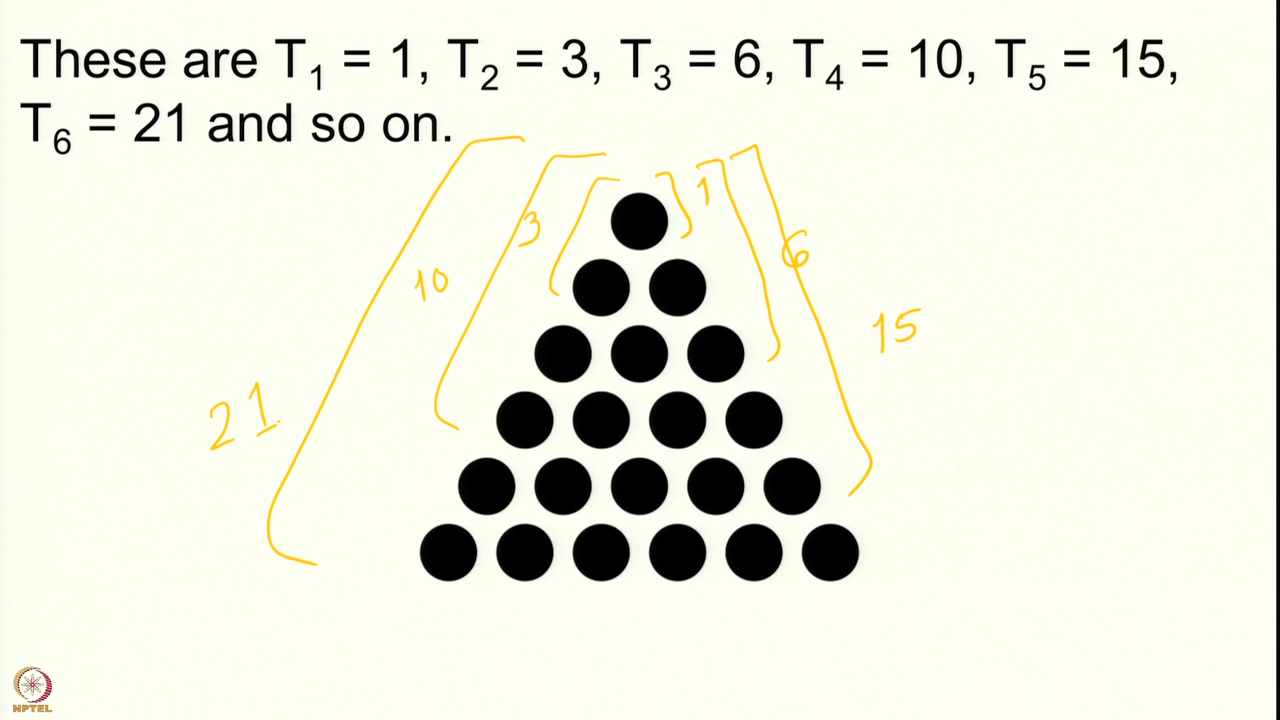 These are T₁ = 1, T₂ = 3, T₃ = 6, T₄ = 10, T₅ = 15,
T₆ = 21 and so on.
1
3
6
10
15
21
NPTEL